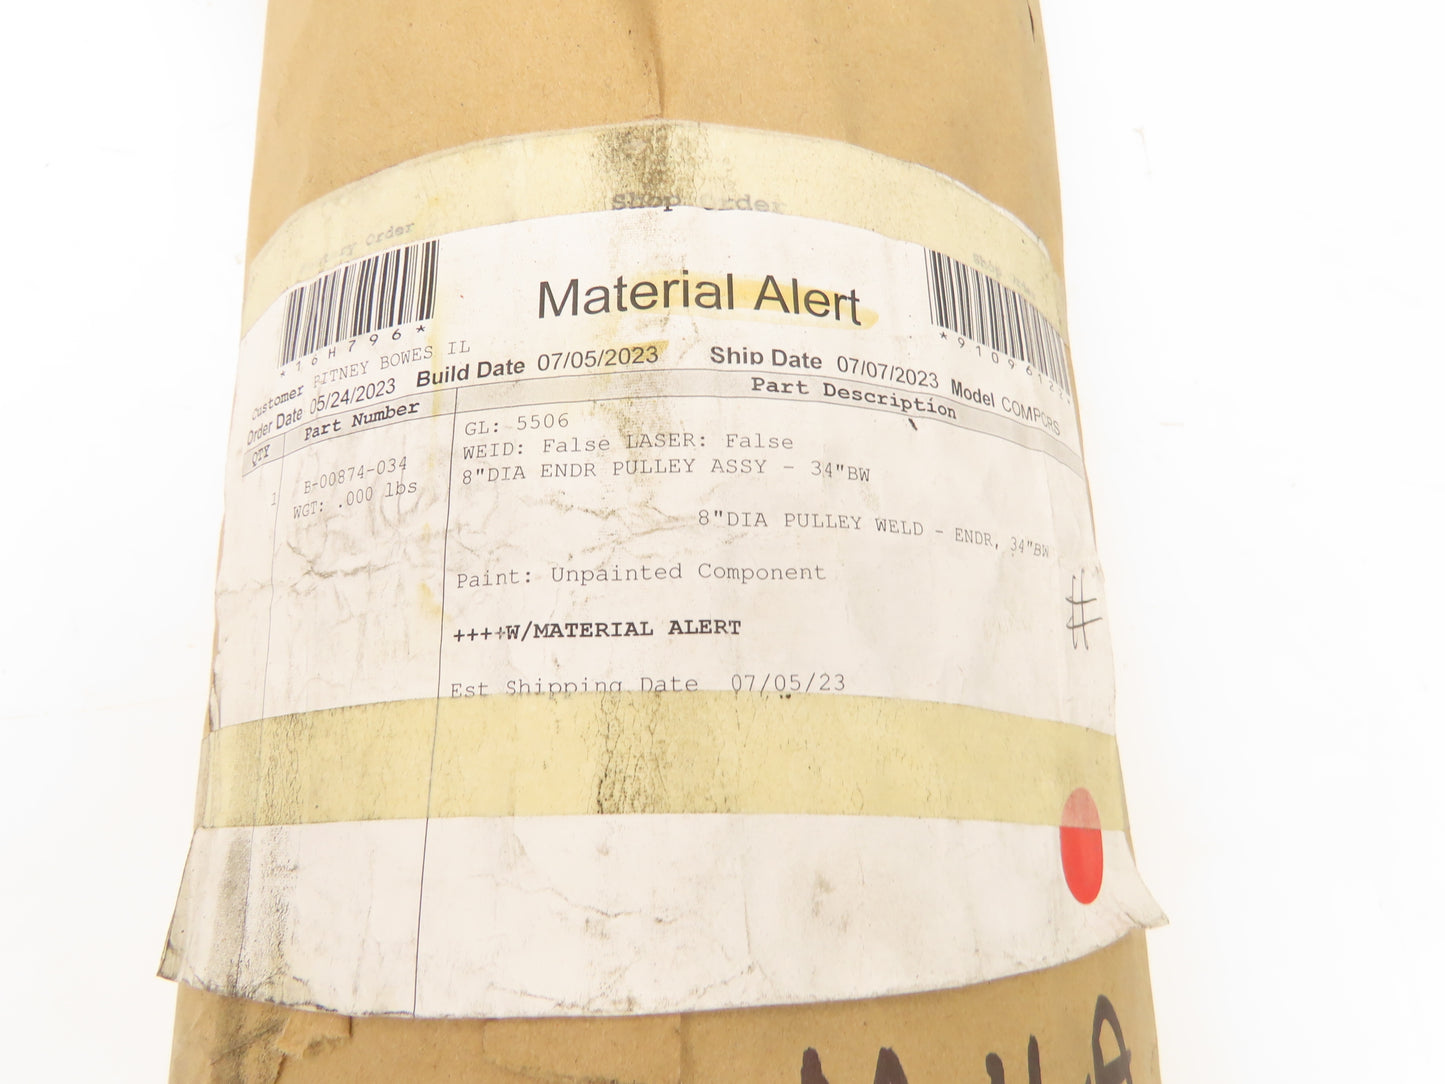 Shop Order
Order
Material Alert
*16H796*
Customer PITNEY BOWES IL
Order Date 05/24/2023 Build Date 07/05/2023 Ship Date 07/07/2023 Model COMPCRS
QTY Part Number Part Description
GL: 5506
WEID: False LASER: False
1 B-00874-034 8"DIA ENDR PULLEY ASSY - 34"BW
WGT: .000 lbs
8"DIA PULLEY WELD - ENDR, 34"BW
Paint: Unpainted Component
#
++++W/MATERIAL ALERT
Est Shipping Date 07/05/23